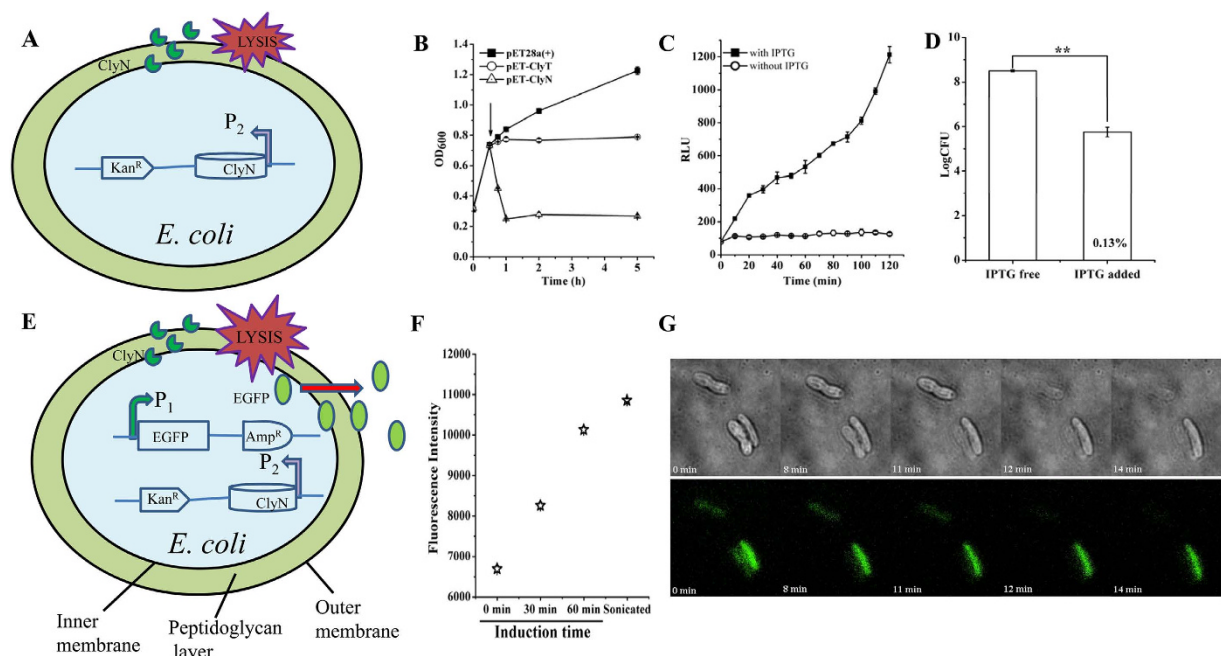 A
LYSIS
ClyN
P2
KanR
ClyN
E. coli
B
pET28a(+)
pET-ClyT
pET-ClyN
1.4
1.2
1.0
0.8
0.6
0.4
0.2
0.0
OD600
0 1 2 3 4 5
Time (h)
C
with IPTG
without IPTG
1200
1000
800
600
400
200
0
RLU
0 20 40 60 80 100 120
Time (min)
D
**
10
8
6
4
2
0
LogCFU
0.13%
IPTG free IPTG added
E
LYSIS
ClyN
EGFP
P1
EGFP
AmpR
P2
KanR
ClyN
E. coli
Inner
membrane
Peptidoglycan
layer
Outer
membrane
F
12000
11000
10000
9000
8000
7000
6000
Fluorescence Intensity
0 min 30 min 60 min Sonicated
Induction time
G
0 min 8 min 11 min 12 min 14 min
0 min 8 min 11 min 12 min 14 min